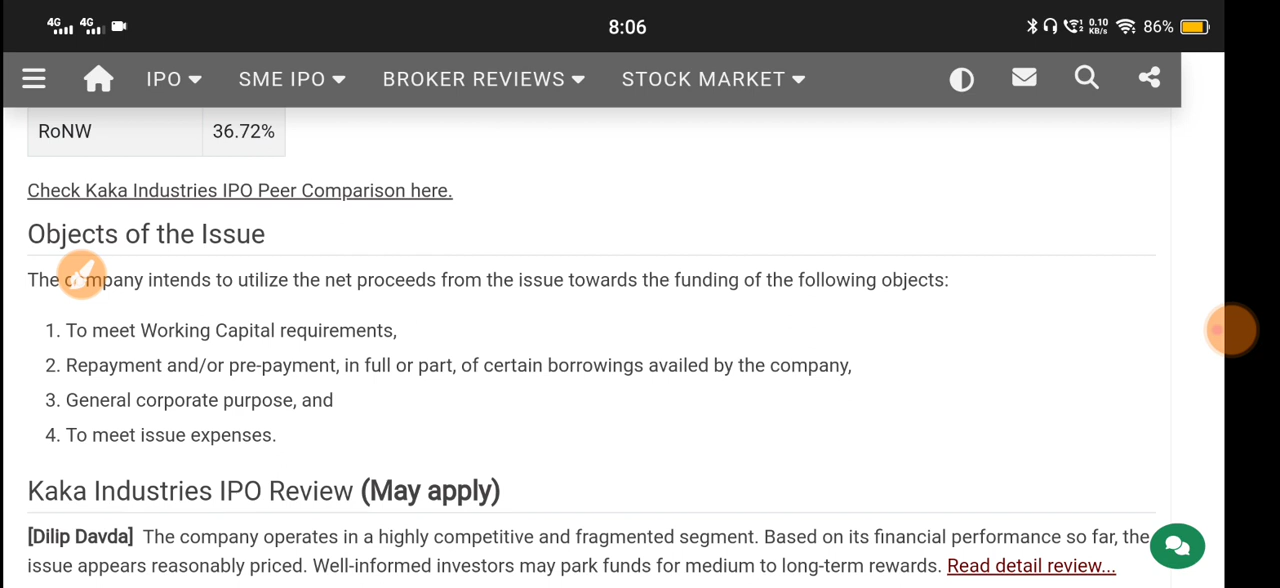 4G 4G 8:06 2 0.10 KB/s 86%
IPO SME IPO BROKER REVIEWS STOCK MARKET
RoNW 36.72%
Check Kaka Industries IPO Peer Comparison here.
Objects of the Issue
The company intends to utilize the net proceeds from the issue towards the funding of the following objects:
1. To meet Working Capital requirements,
2. Repayment and/or pre-payment, in full or part, of certain borrowings availed by the company,
3. General corporate purpose, and
4. To meet issue expenses.
Kaka Industries IPO Review (May apply)
[Dilip Davda] The company operates in a highly competitive and fragmented segment. Based on its financial performance so far, the
issue appears reasonably priced. Well-informed investors may park funds for medium to long-term rewards. Read detail review...